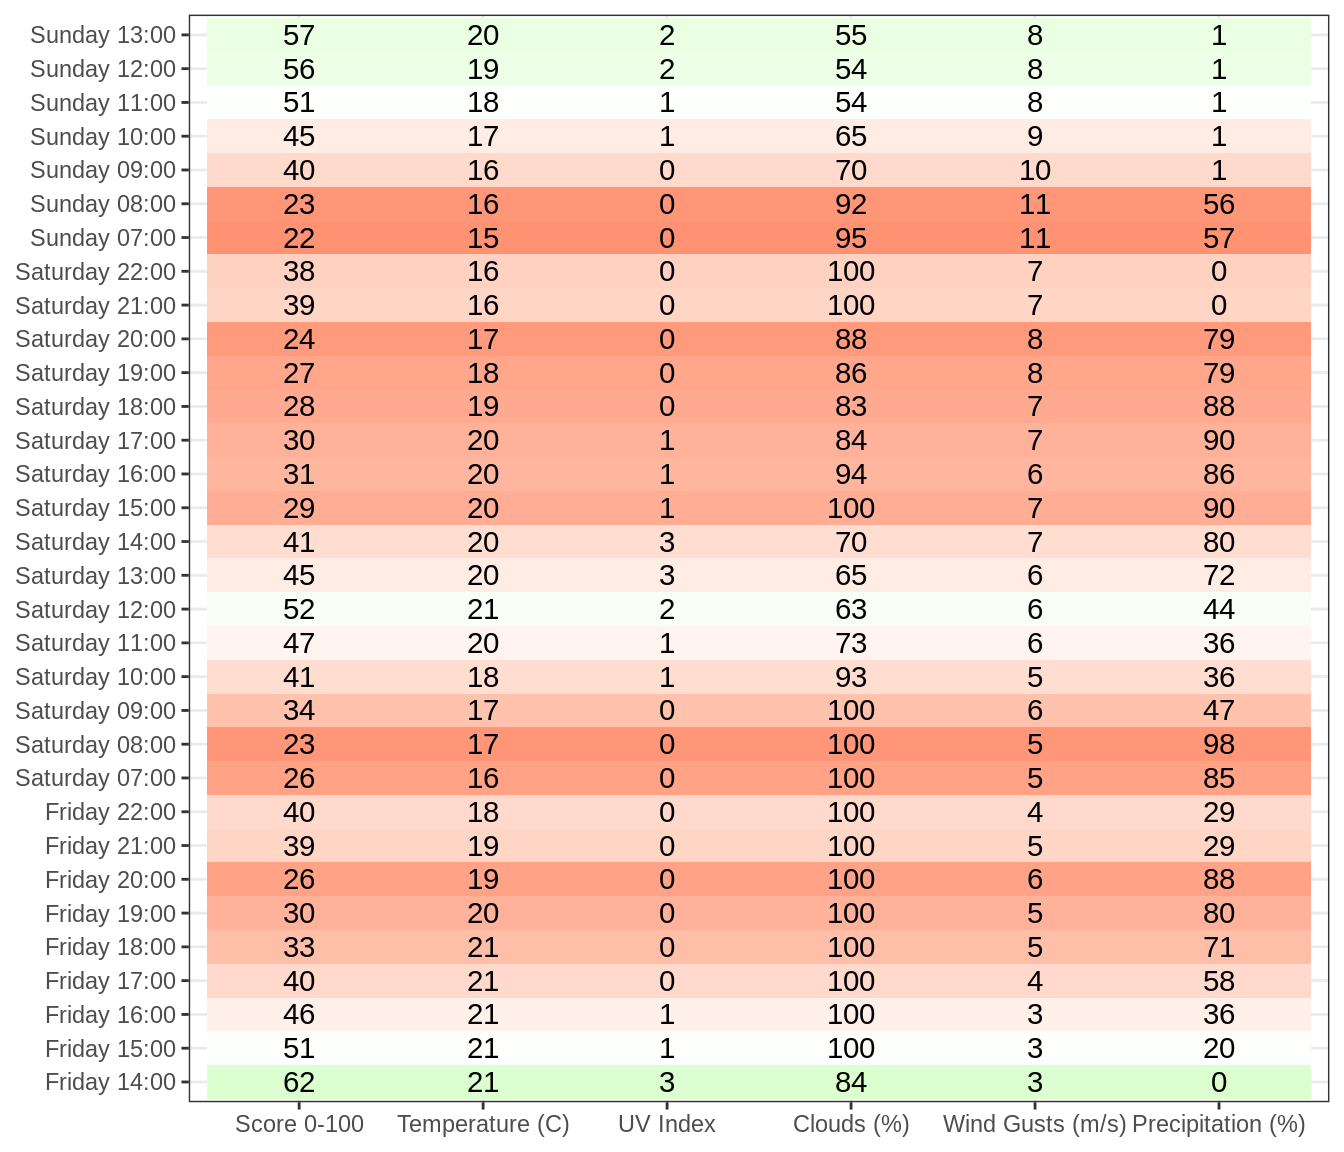 Sunday 13:00 57 20 2 55 8 1
Sunday 12:00 56 19 2 54 8 1
Sunday 11:00 51 18 1 54 8 1
Sunday 10:00 45 17 1 65 9 1
Sunday 09:00 40 16 0 70 10 1
Sunday 08:00 23 16 0 92 11 56
Sunday 07:00 22 15 0 95 11 57
Saturday 22:00 38 16 0 100 7 0
Saturday 21:00 39 16 0 100 7 0
Saturday 20:00 24 17 0 88 8 79
Saturday 19:00 27 18 0 86 8 79
Saturday 18:00 28 19 0 83 7 88
Saturday 17:00 30 20 1 84 7 90
Saturday 16:00 31 20 1 94 6 86
Saturday 15:00 29 20 1 100 7 90
Saturday 14:00 41 20 3 70 7 80
Saturday 13:00 45 20 3 65 6 72
Saturday 12:00 52 21 2 63 6 44
Saturday 11:00 47 20 1 73 6 36
Saturday 10:00 41 18 1 93 5 36
Saturday 09:00 34 17 0 100 6 47
Saturday 08:00 23 17 0 100 5 98
Saturday 07:00 26 16 0 100 5 85
Friday 22:00 40 18 0 100 4 29
Friday 21:00 39 19 0 100 5 29
Friday 20:00 26 19 0 100 6 88
Friday 19:00 30 20 0 100 5 80
Friday 18:00 33 21 0 100 5 71
Friday 17:00 40 21 0 100 4 58
Friday 16:00 46 21 1 100 3 36
Friday 15:00 51 21 1 100 3 20
Friday 14:00 62 21 3 84 3 0
Score 0-100 Temperature (C) UV Index Clouds (%) Wind Gusts (m/s) Precipitation (%)